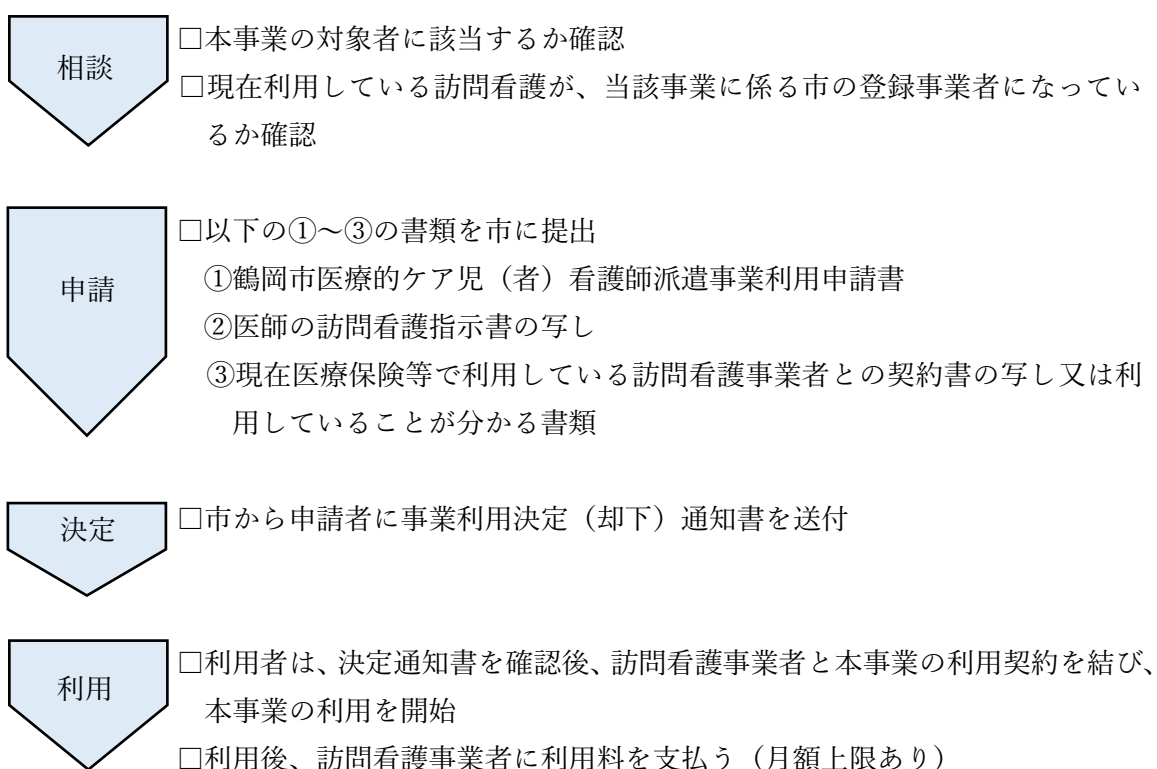 相談
□本事業の対象者に該当するか確認
□現在利用している訪問看護が、当該事業に係る市の登録事業者になってい
るか確認
申請
□以下の①～③の書類を市に提出
①鶴岡市医療的ケア児（者）看護師派遣事業利用申請書
②医師の訪問看護指示書の写し
③現在医療保険等で利用している訪問看護事業者との契約書の写し又は利
用していることが分かる書類
決定
□市から申請者に事業利用決定（却下）通知書を送付
利用
□利用者は、決定通知書を確認後、訪問看護事業者と本事業の利用契約を結び、
本事業の利用を開始
□利用後、訪問看護事業者に利用料を支払う（月額上限あり）